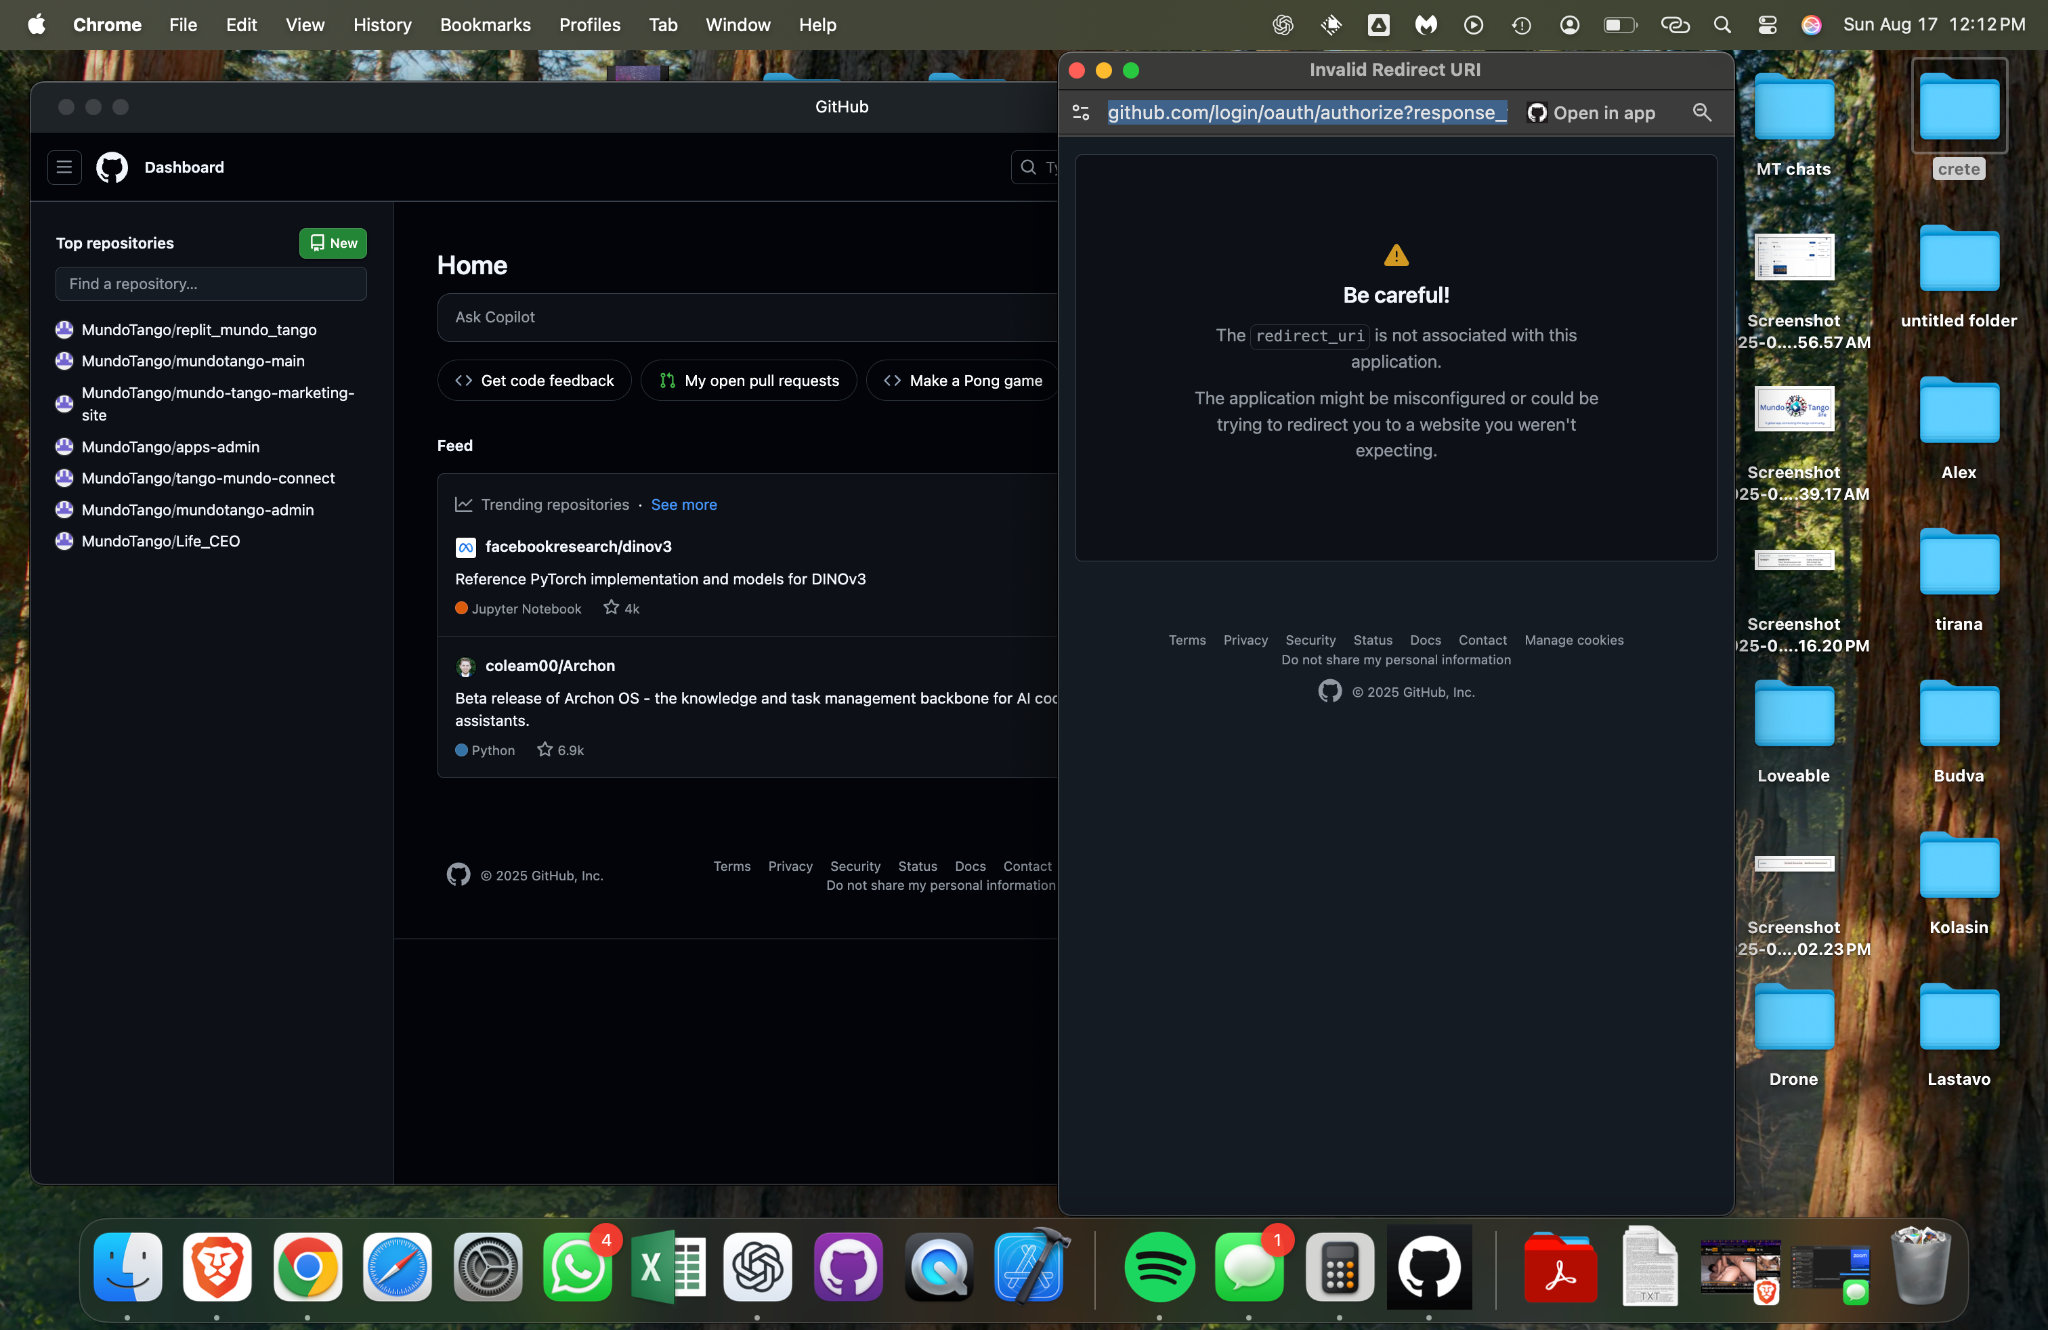 Chrome File Edit View History Bookmarks Profiles Tab Window Help
Sun Aug 17 12:12 PM
GitHub
Dashboard
Top repositories
New
Find a repository...
MundoTango/replit_mundo_tango
MundoTango/mundotango-main
MundoTango/mundo-tango-marketing-
site
MundoTango/apps-admin
MundoTango/tango-mundo-connect
MundoTango/mundotango-admin
MundoTango/Life_CEO
Home
Ask Copilot
Get code feedback
My open pull requests
Make a Pong game
Feed
Trending repositories · See more
facebookresearch/dinov3
Reference PyTorch implementation and models for DINOv3
Jupyter Notebook 4k
coleam00/Archon
Beta release of Archon OS - the knowledge and task management backbone for AI coc
assistants.
Python 6.9k
© 2025 GitHub, Inc.
Terms Privacy Security Status Docs Contact
Do not share my personal information
Invalid Redirect URI
github.com/login/oauth/authorize?response_
Open in app
Be careful!
The redirect_uri is not associated with this
application.
The application might be misconfigured or could be
trying to redirect you to a website you weren't
expecting.
Terms Privacy Security Status Docs Contact Manage cookies
Do not share my personal information
© 2025 GitHub, Inc.
MT chats
crete
Screenshot
25-0....56.57 AM
untitled folder
Mundo Tango
Screenshot
25-0....39.17 AM
Alex
Screenshot
25-0....16.20 PM
tirana
Loveable
Budva
Screenshot
25-0....02.23 PM
Kolasin
Drone
Lastavo
4
1
TXT
zoom